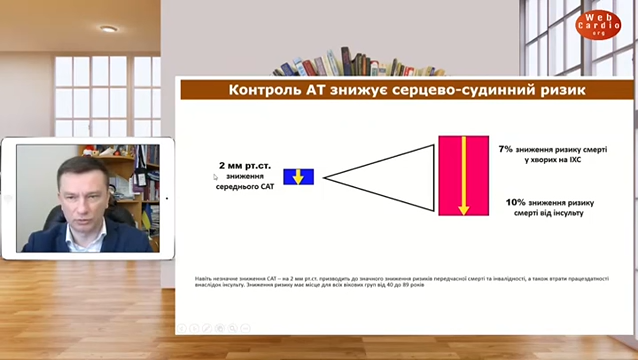 Web
Cardio
org
Контроль АТ знижує серцево-судинний ризик
2 мм рт.ст.
зниження
середнього САТ
7% зниження ризику смерті
у хворих на ІХС
10% зниження ризику
смерті від інсульту
Навіть незначне зниження САТ – на 2 мм рт.ст. призводить до значного зниження ризиків передчасної смерті та інвалідності, а також втрати працездатності
внаслідок інсульту. Зниження ризику має місце для всіх вікових груп від 40 до 89 років